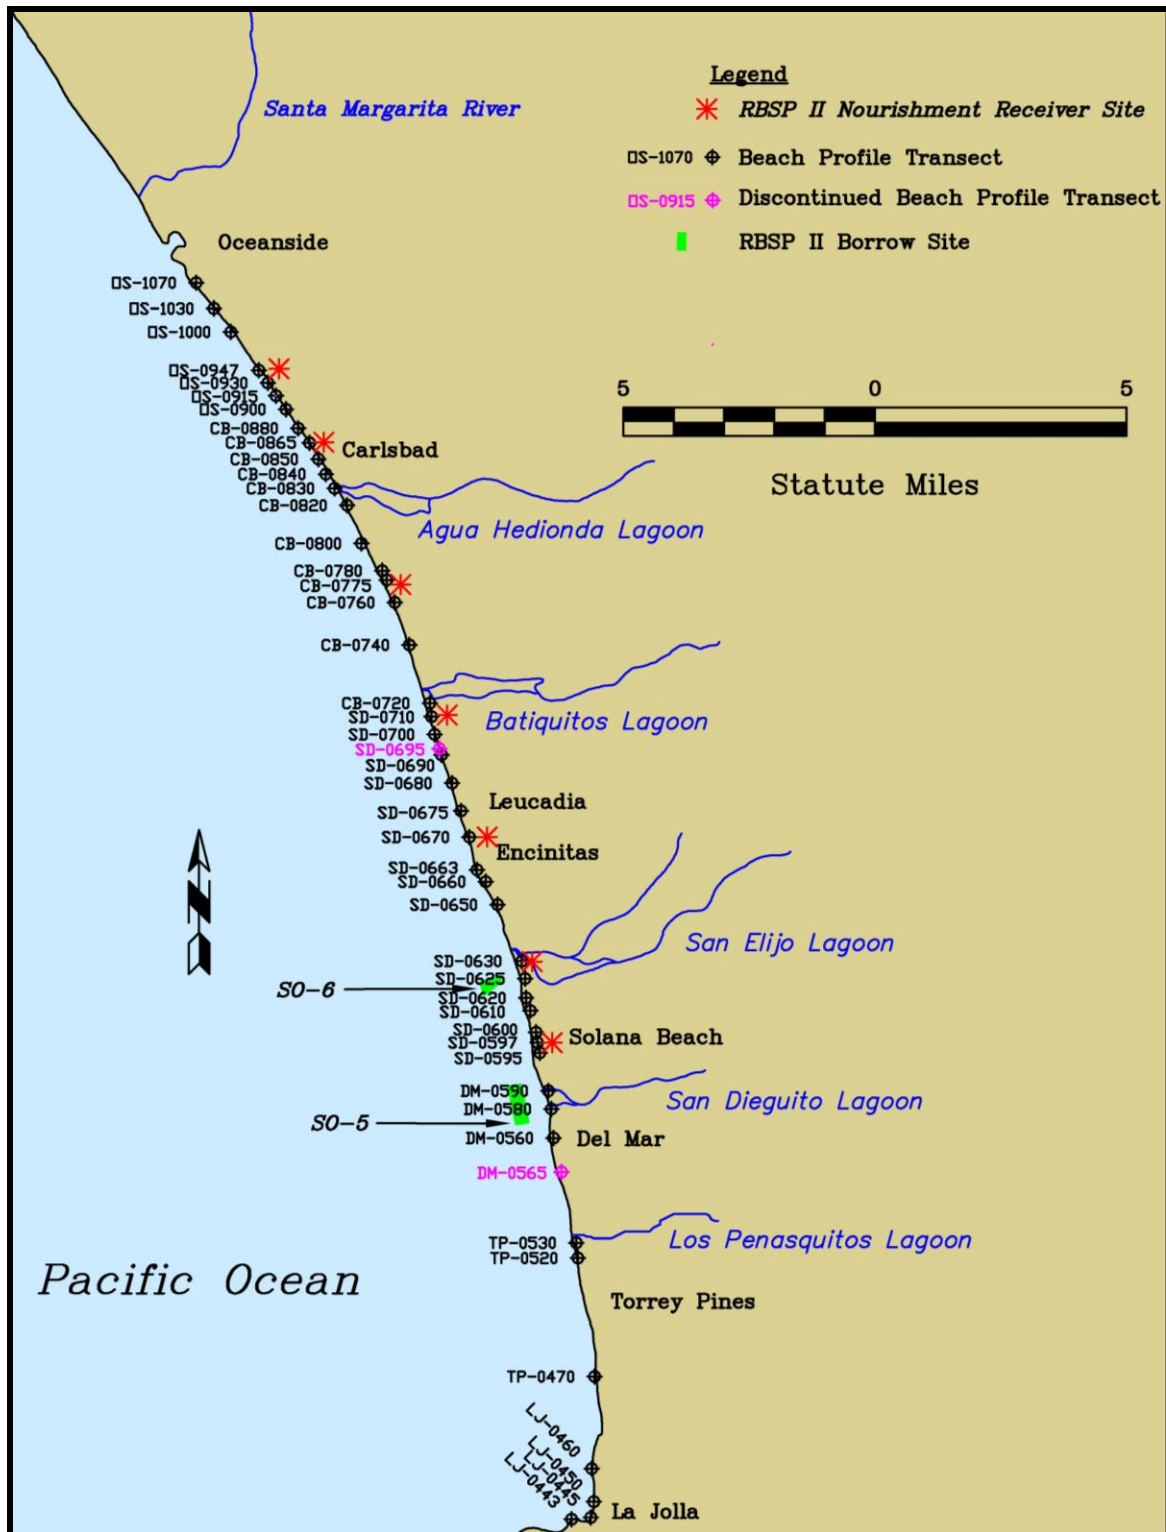 Legend
Santa Margarita River
RBSP II Nourishment Receiver Site
OS-1070 Beach Profile Transect
OS-0915 Discontinued Beach Profile Transect
RBSP II Borrow Site
Oceanside
OS-1070
OS-1030
OS-1000
OS-0947
OS-0930
OS-0915
OS-0900
CB-0880
CB-0865
CB-0850
CB-0840
CB-0830
CB-0820
Carlsbad
5 0 5
Statute Miles
Agua Hedionda Lagoon
CB-0800
CB-0780
CB-0775
CB-0760
CB-0740
CB-0720
SD-0710
SD-0700
SD-0695
SD-0690
SD-0680
SD-0675
SD-0670
SD-0663
SD-0660
SD-0650
Batiquitos Lagoon
Leucadia
Encinitas
San Elijo Lagoon
SD-0630
SD-0625
SD-0620
SD-0610
SD-0600
SD-0597
SD-0595
SO-6
Solana Beach
N
DM-0590
DM-0580
DM-0560
DM-0565
SO-5
San Dieguito Lagoon
Del Mar
TP-0530
TP-0520
Los Penasquitos Lagoon
Pacific Ocean
Torrey Pines
TP-0470
LJ-0460
LJ-0450
LJ-0445
LJ-0443
La Jolla